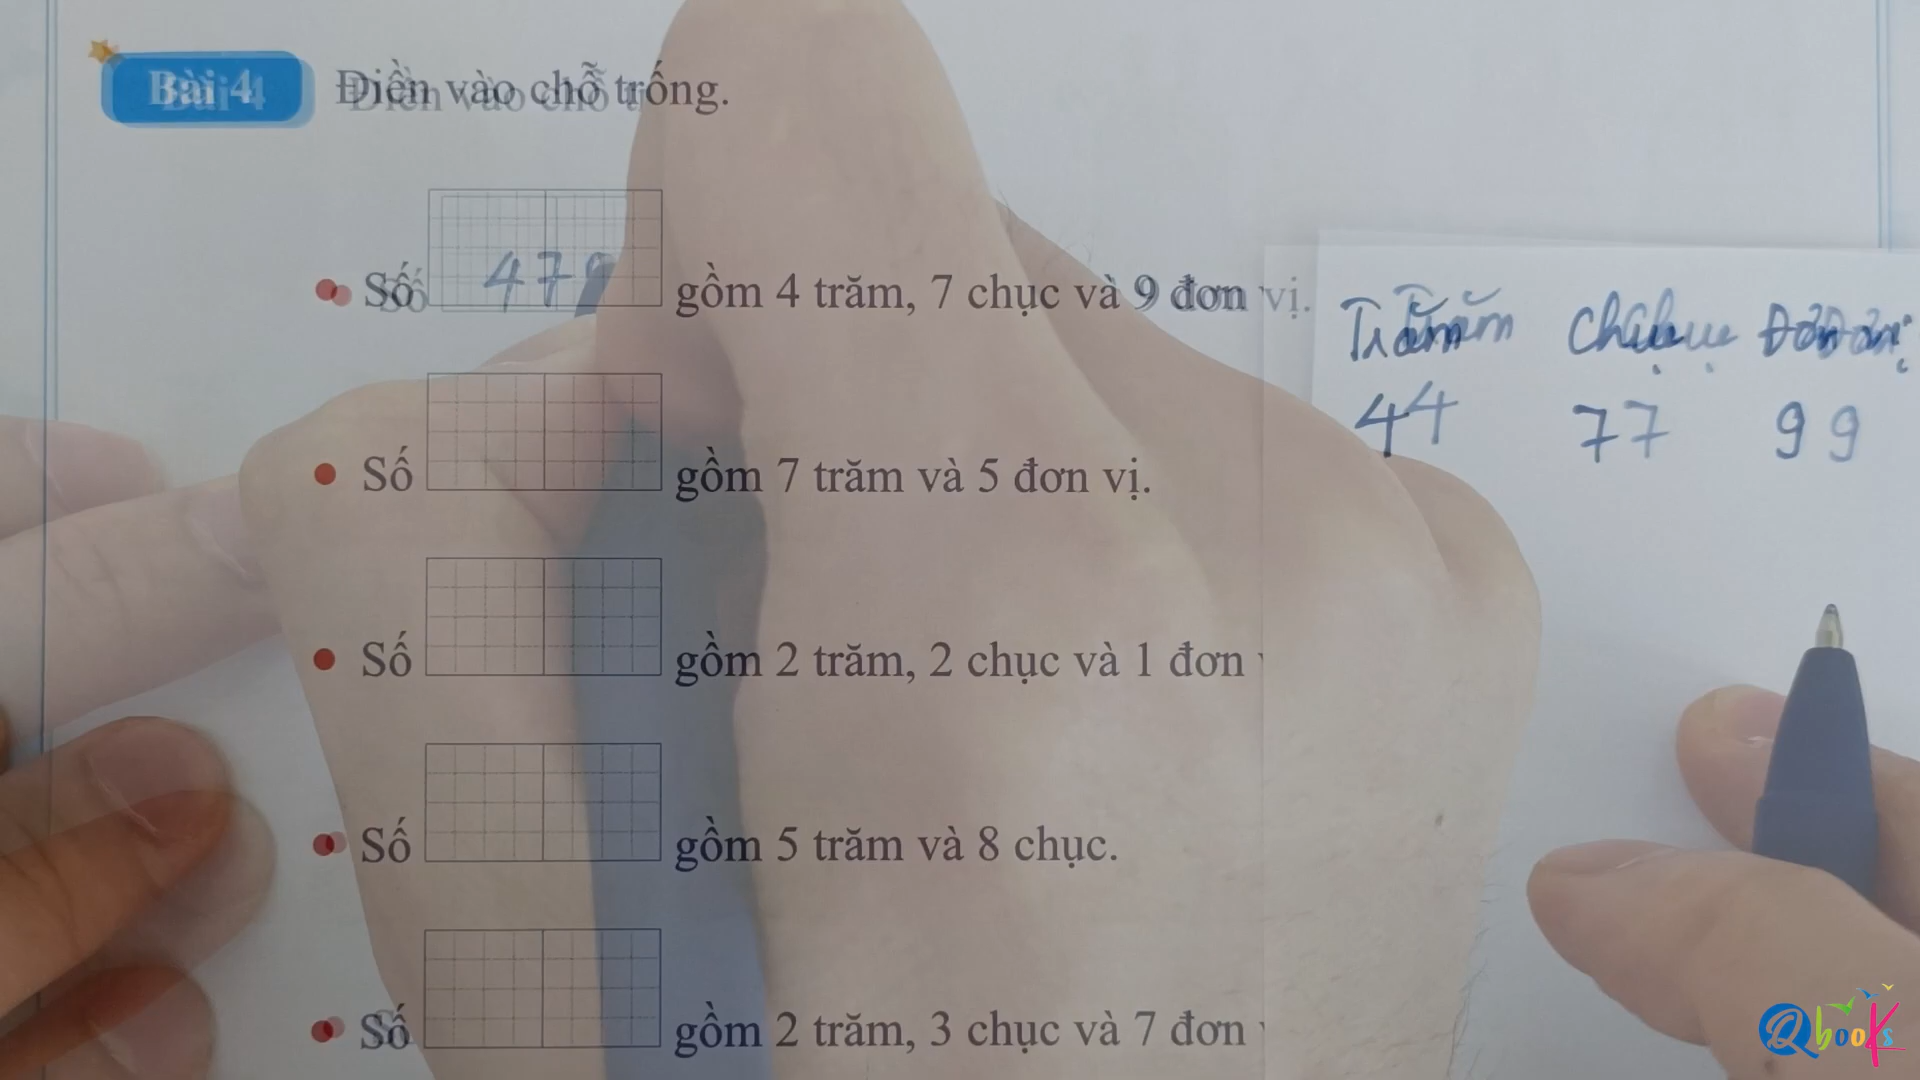 Bài 4 Điền vào chỗ trống.
Số 479 gồm 4 trăm, 7 chục và 9 đơn vị.
Số gồm 7 trăm và 5 đơn vị.
Số gồm 2 trăm, 2 chục và 1 đơn
Số gồm 5 trăm và 8 chục.
Số gồm 2 trăm, 3 chục và 7 đơn
Trăm Chục Đơn vị
4 7 9
Qbooks